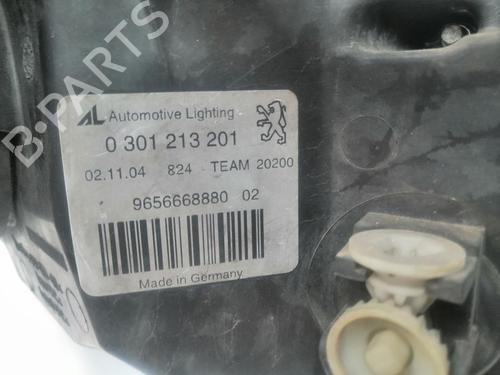 B-PARTS
AL Automotive Lighting
0 301 213 201
02.11.04 824 TEAM 20200
9656668880 02
Made in Germany